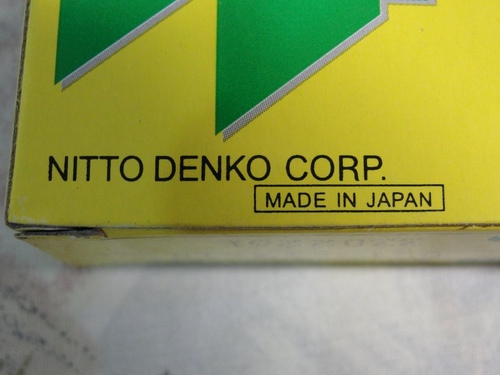 NITTO DENKO CORP.
MADE IN JAPAN